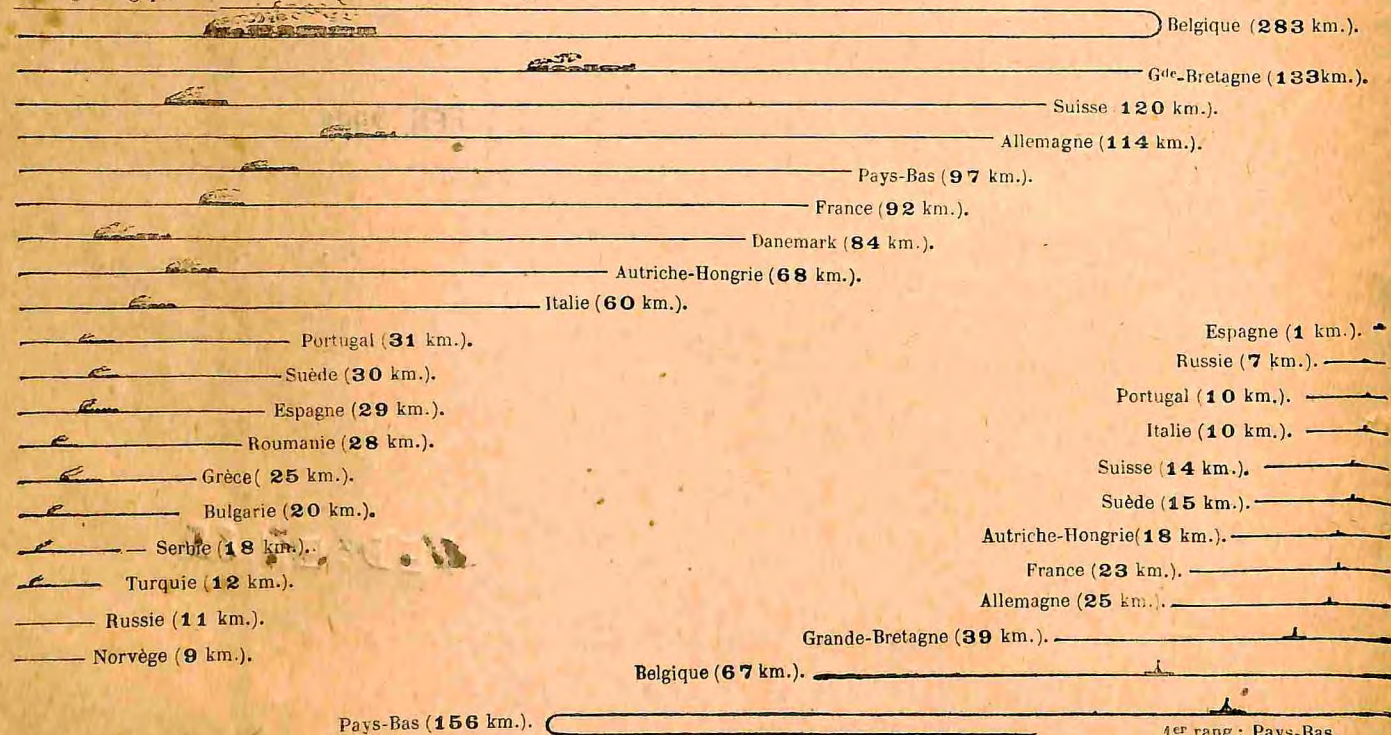 Belgique (283 km.).
Gde-Bretagne (133km.).
Suisse 120 km.).
Allemagne (114 km.).
Pays-Bas (97 km.).
France (92 km.).
Danemark (84 km.).
Autriche-Hongrie (68 km.).
Italie (60 km.).
Portugal (31 km.).
Suède (30 km.).
Espagne (29 km.).
Roumanie (28 km.).
Grèce( 25 km.).
Bulgarie (20 km.).
Serbie (18 km.).
Turquie (12 km.).
Russie (11 km.).
Norvège (9 km.).
Espagne (1 km.).
Russie (7 km.).
Portugal (10 km.).
Italie (10 km.).
Suisse (14 km.).
Suède (15 km.).
Autriche-Hongrie(18 km.).
France (23 km.).
Allemagne (25 km.).
Grande-Bretagne (39 km.).
Belgique (67 km.).
Pays-Bas (156 km.).
1er rang : Pays-Bas